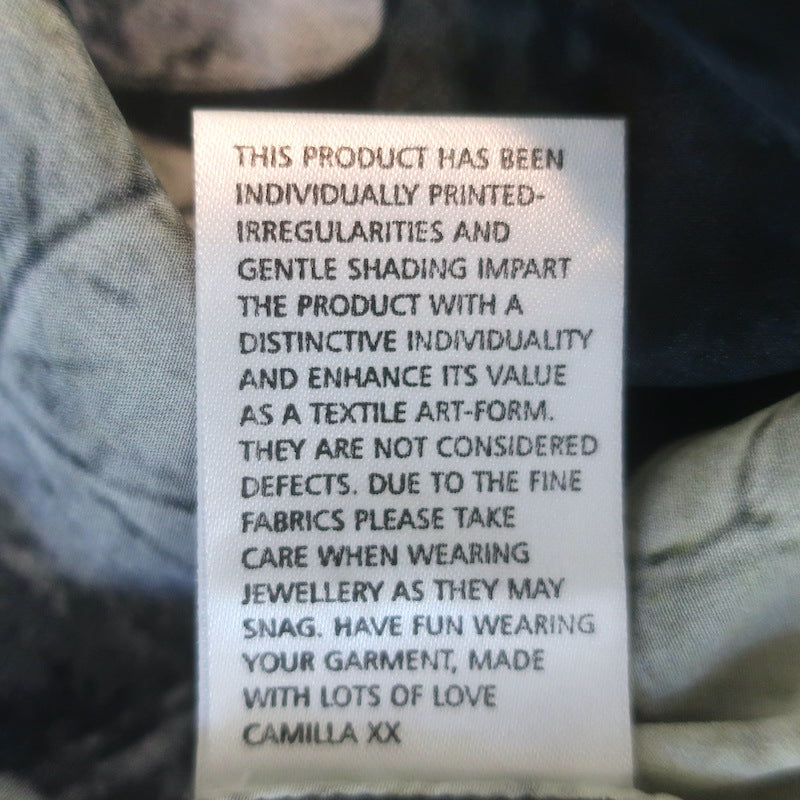 THIS PRODUCT HAS BEEN
INDIVIDUALLY PRINTED-
IRREGULARITIES AND
GENTLE SHADING IMPART
THE PRODUCT WITH A
DISTINCTIVE INDIVIDUALITY
AND ENHANCE ITS VALUE
AS A TEXTILE ART-FORM.
THEY ARE NOT CONSIDERED
DEFECTS. DUE TO THE FINE
FABRICS PLEASE TAKE
CARE WHEN WEARING
JEWELLERY AS THEY MAY
SNAG. HAVE FUN WEARING
YOUR GARMENT, MADE
WITH LOTS OF LOVE
CAMILLA XX